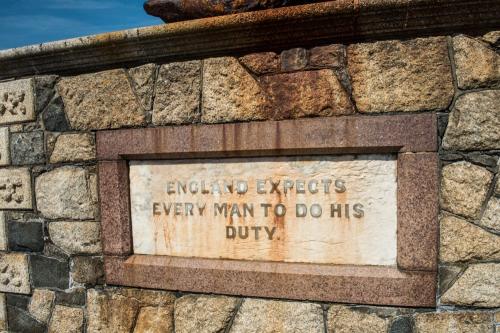 ENGLAND EXPECTS
EVERY MAN TO DO HIS
DUTY.